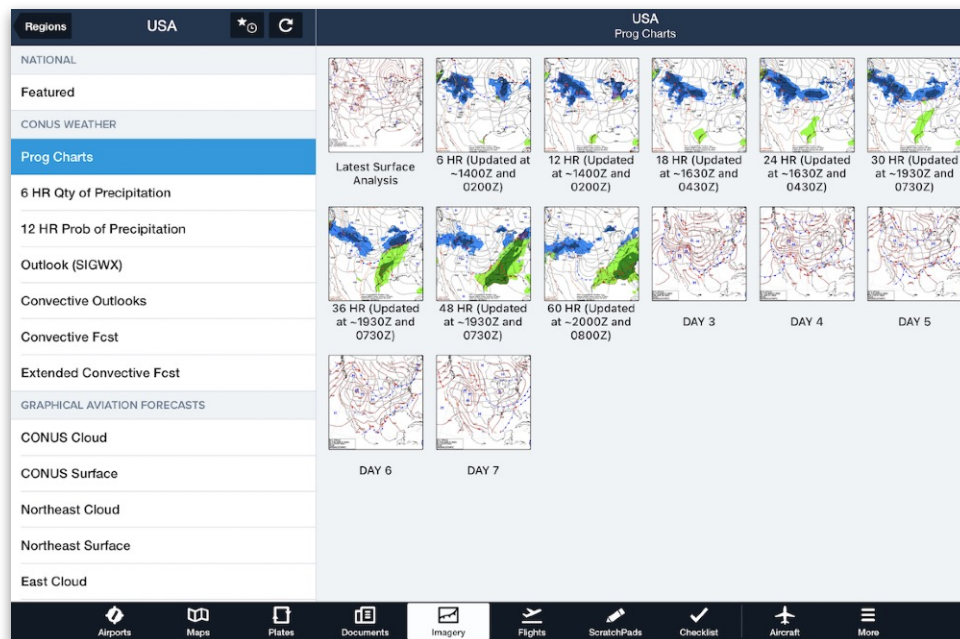 Regions
USA
NATIONAL
Featured
CONUS WEATHER
Prog Charts
6 HR Qty of Precipitation
12 HR Prob of Precipitation
Outlook (SIGWX)
Convective Outlooks
Convective Fcst
Extended Convective Fcst
GRAPHICAL AVIATION FORECASTS
CONUS Cloud
CONUS Surface
Northeast Cloud
Northeast Surface
East Cloud
USA
Prog Charts
Latest Surface
Analysis
6 HR (Updated at
~1400Z and
0200Z)
12 HR (Updated
at ~1400Z and
0200Z)
18 HR (Updated
at ~1630Z and
0430Z)
24 HR (Updated
at ~1630Z and
0430Z)
30 HR (Updated
at ~1930Z and
0730Z)
36 HR (Updated
at ~1930Z and
0730Z)
48 HR (Updated
at ~1930Z and
0730Z)
60 HR (Updated
at ~2000Z and
0800Z)
DAY 3
DAY 4
DAY 5
DAY 6
DAY 7
Airports
Maps
Plates
Documents
Imagery
Flights
ScratchPads
Checklist
Aircraft
More